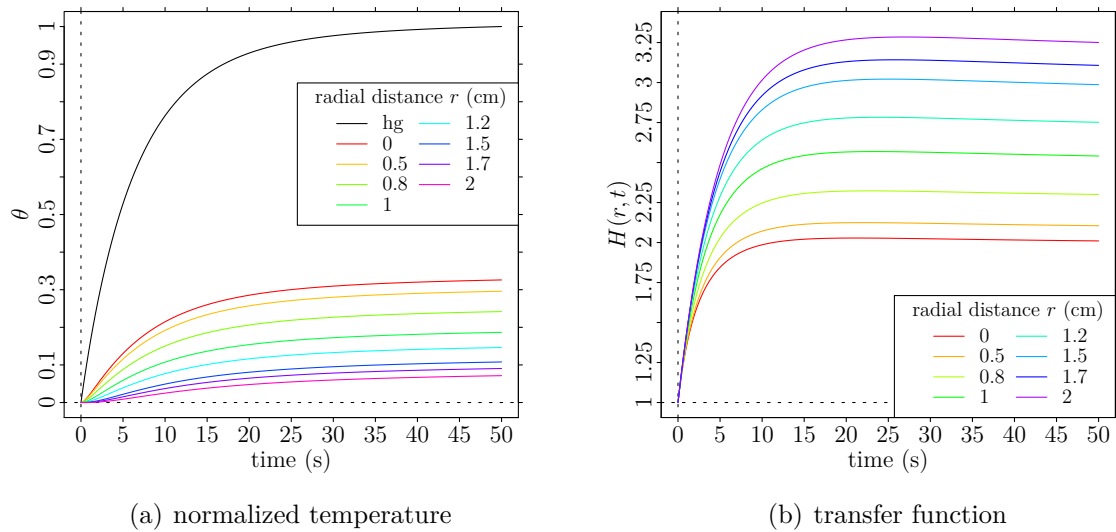 1
0.9
0.7
0.5
0.3
0.1
0
θ
radial distance r (cm)
hg 1.2
0 1.5
0.5 1.7
0.8 2
1
0 5 10 15 20 25 30 35 40 45 50
time (s)
(a) normalized temperature
3.25
3
2.75
2.25
2
1.75
1.25
1
H(r, t)
radial distance r (cm)
0 1.2
0.5 1.5
0.8 1.7
1 2
0 5 10 15 20 25 30 35 40 45 50
time (s)
(b) transfer function